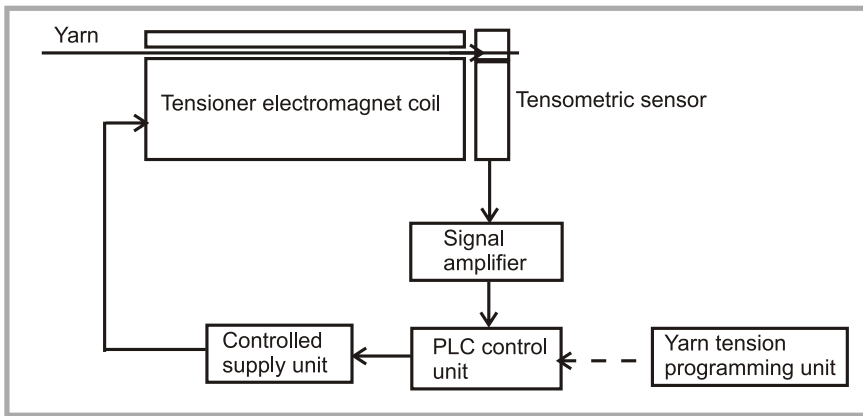 Yarn
Tensioner electromagnet coil
Tensometric sensor
Signal
amplifier
Controlled
supply unit
PLC control
unit
Yarn tension
programming unit